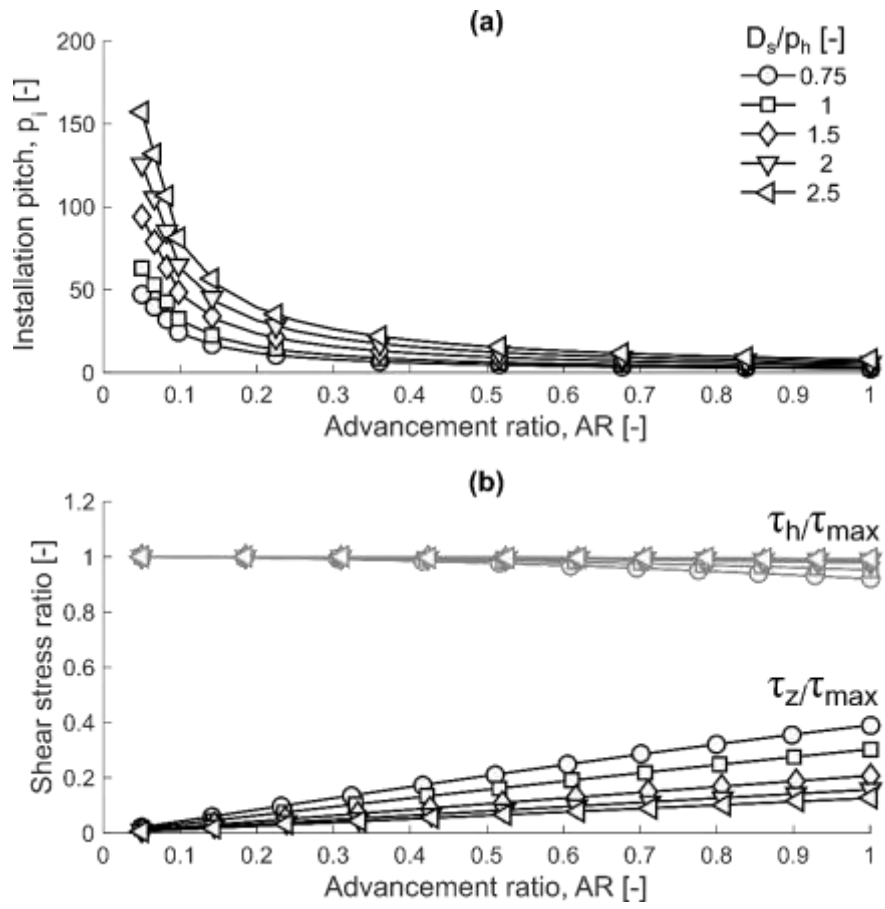 (a)
D_s/p_h [-]
0.75
1
1.5
2
2.5
Installation pitch, p_i [-]
200
150
100
50
0
0 0.1 0.2 0.3 0.4 0.5 0.6 0.7 0.8 0.9 1
Advancement ratio, AR [-]
(b)
Shear stress ratio [-]
1.2
1
0.8
0.6
0.4
0.2
0
τ_h/τ_max
τ_z/τ_max
0 0.1 0.2 0.3 0.4 0.5 0.6 0.7 0.8 0.9 1
Advancement ratio, AR [-]